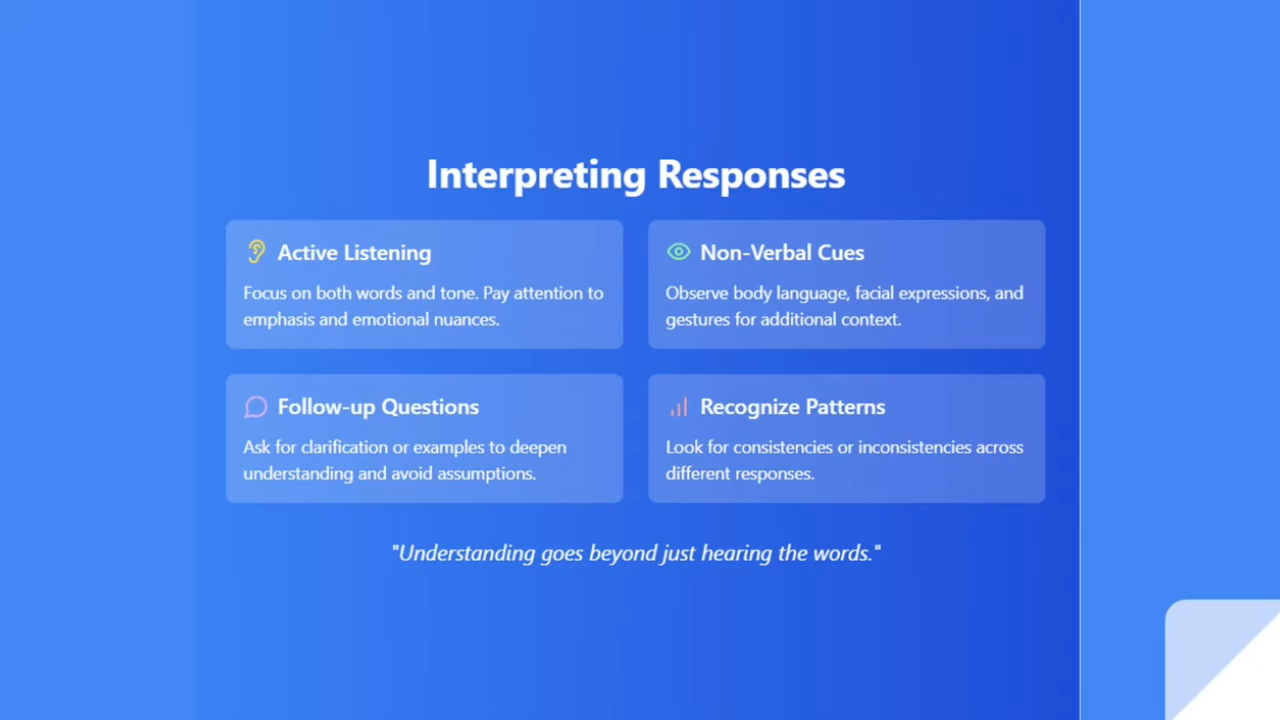 Interpreting Responses
Active Listening
Focus on both words and tone. Pay attention to
emphasis and emotional nuances.
Non-Verbal Cues
Observe body language, facial expressions, and
gestures for additional context.
Follow-up Questions
Ask for clarification or examples to deepen
understanding and avoid assumptions.
Recognize Patterns
Look for consistencies or inconsistencies across
different responses.
"Understanding goes beyond just hearing the words."